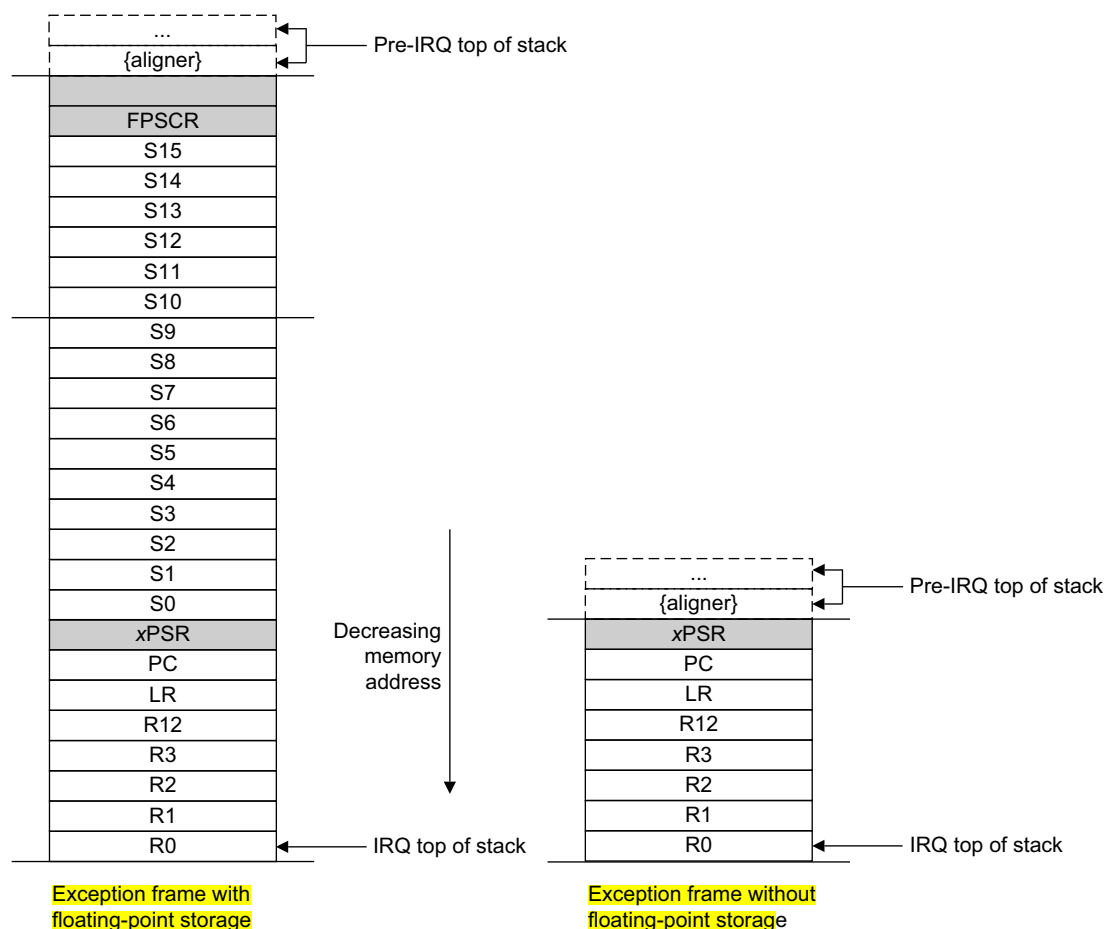 ...
{aligner}
Pre-IRQ top of stack
FPSCR
S15
S14
S13
S12
S11
S10
S9
S8
S7
S6
S5
S4
S3
S2
S1
S0
xPSR
PC
LR
R12
R3
R2
R1
R0
IRQ top of stack
Exception frame with
floating-point storage
Decreasing
memory
address
...
{aligner}
Pre-IRQ top of stack
xPSR
PC
LR
R12
R3
R2
R1
R0
IRQ top of stack
Exception frame without
floating-point storage